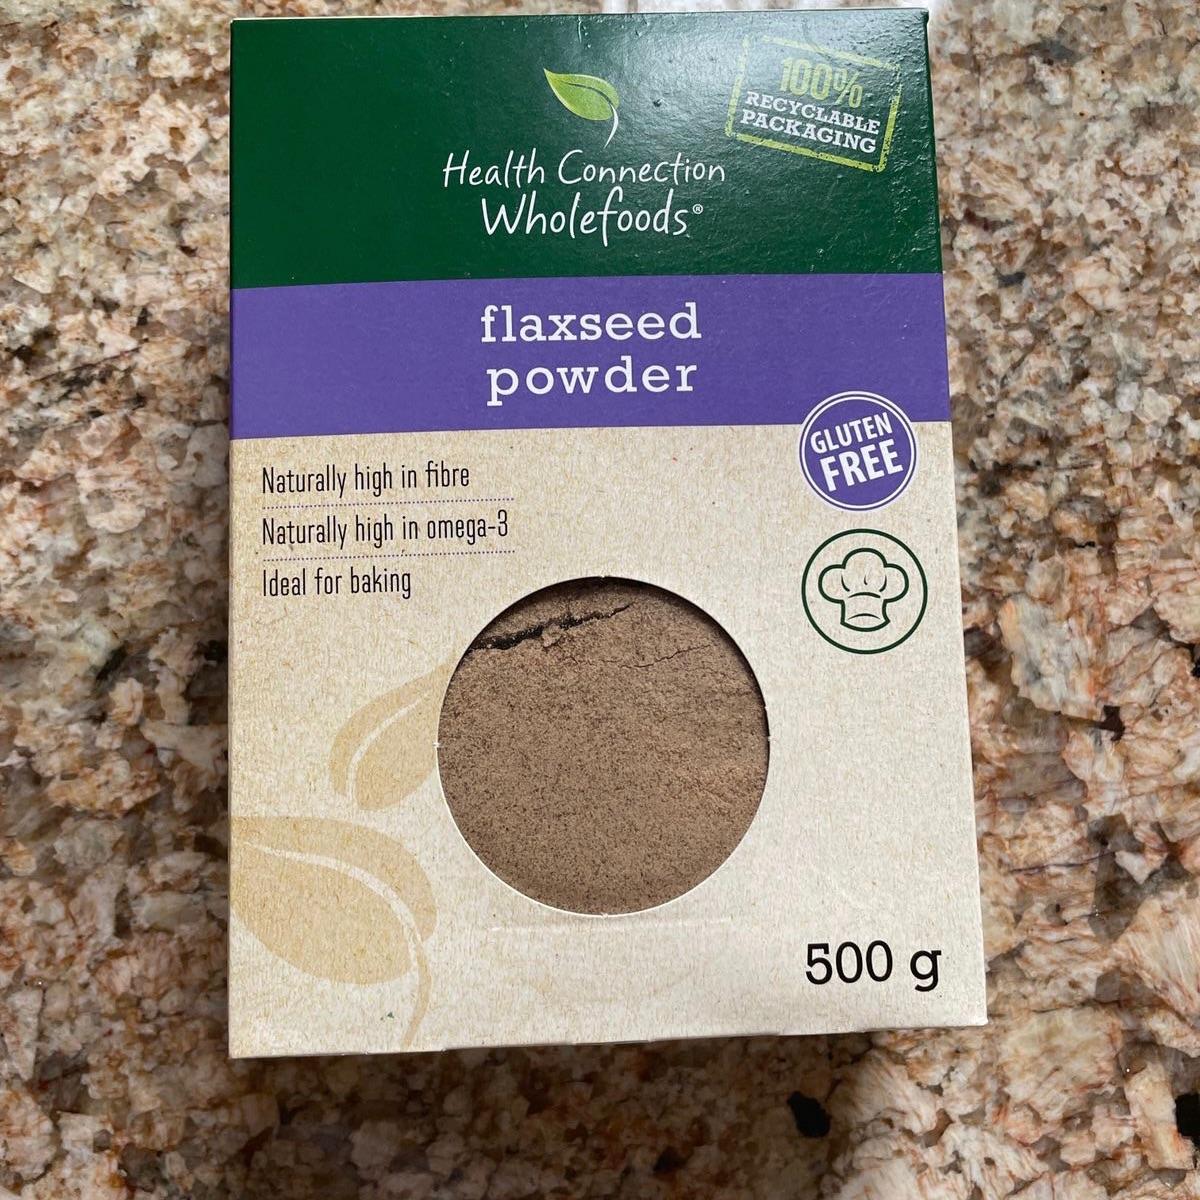 100%
RECYCLABLE
PACKAGING
Health Connection
Wholefoods®
flaxseed
powder
GLUTEN
FREE
Naturally high in fibre
Naturally high in omega-3
Ideal for baking
500 g